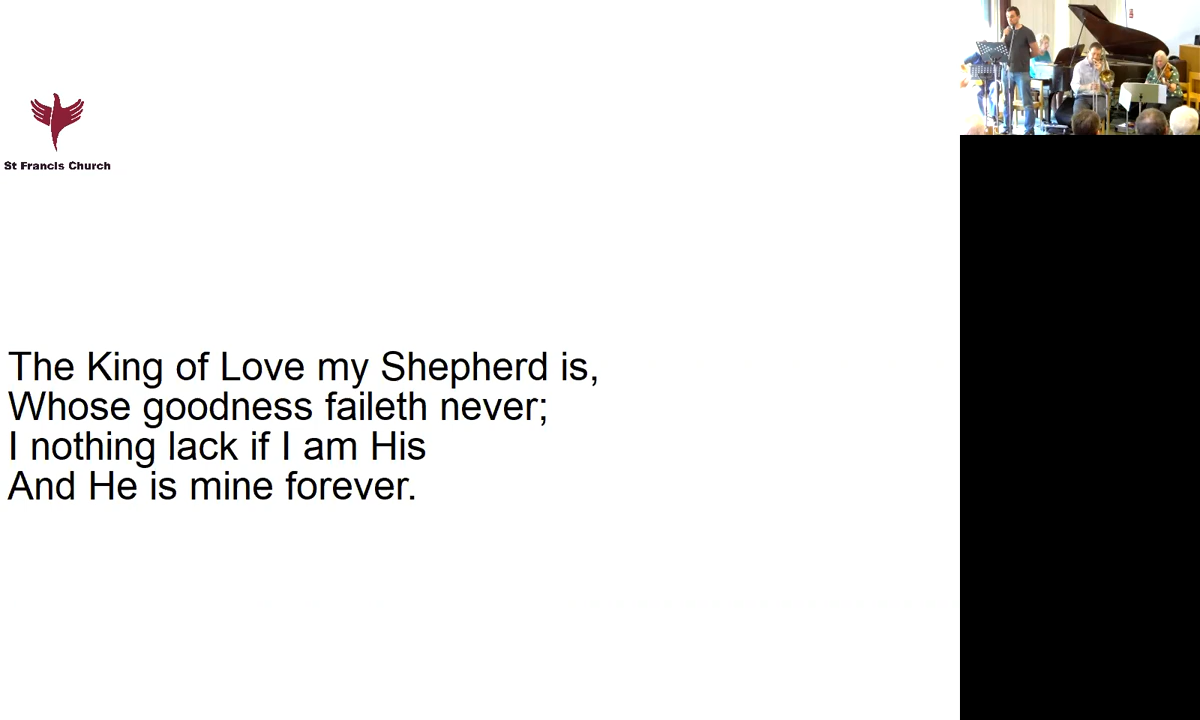 St Francis Church
The King of Love my Shepherd is,
Whose goodness faileth never;
I nothing lack if I am His
And He is mine forever.